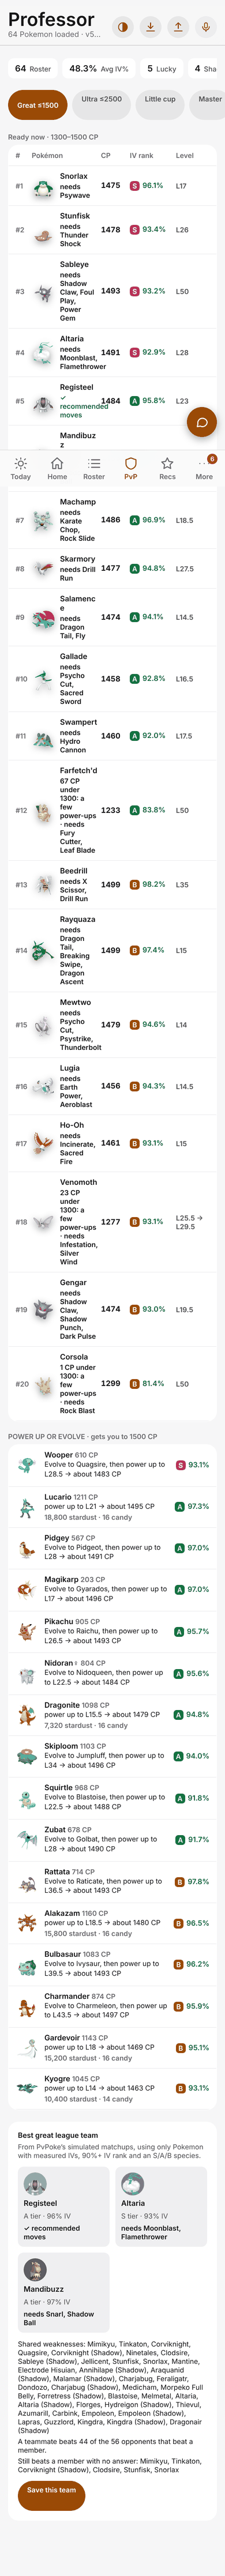 Professor
64 Pokemon loaded · v5...
64 Roster
48.3% Avg IV%
5 Lucky
4 Sha
Great ≤1500
Ultra ≤2500
Little cup
Master
Ready now · 1300–1500 CP
# Pokémon CP IV rank Level
#1 Snorlax needs Psywave 1475 S 96.1% L17
#2 Stunfisk needs Thunder Shock 1478 S 93.4% L26
#3 Sableye needs Shadow Claw, Foul Play, Power Gem 1493 S 93.2% L50
#4 Altaria needs Moonblast, Flamethrower 1491 S 92.9% L28
#5 Registeel ✓ recommended moves 1484 A 95.8% L23
Mandibuz
z
Today
Home
Roster
PvP
Recs
More
6
#7 Machamp needs Karate Chop, Rock Slide 1486 A 96.9% L18.5
#8 Skarmory needs Drill Run 1477 A 94.8% L27.5
#9 Salamenc
e needs Dragon Tail, Fly 1474 A 94.1% L14.5
#10 Gallade needs Psycho Cut, Sacred Sword 1458 A 92.8% L16.5
#11 Swampert needs Hydro Cannon 1460 A 92.0% L17.5
#12 Farfetch'd 67 CP under 1300: a few power-ups · needs Fury Cutter, Leaf Blade 1233 A 83.8% L50
#13 Beedrill needs X Scissor, Drill Run 1499 B 98.2% L35
#14 Rayquaza needs Dragon Tail, Breaking Swipe, Dragon Ascent 1499 B 97.4% L15
#15 Mewtwo needs Psycho Cut, Psystrike, Thunderbolt 1479 B 94.6% L14
#16 Lugia needs Earth Power, Aeroblast 1456 B 94.3% L14.5
#17 Ho-Oh needs Incinerate, Sacred Fire 1461 B 93.1% L15
#18 Venomoth 23 CP under 1300: a few power-ups · needs Infestation, Silver Wind 1277 B 93.1% L25.5 → L29.5
#19 Gengar needs Shadow Claw, Shadow Punch, Dark Pulse 1474 B 93.0% L19.5
#20 Corsola 1 CP under 1300: a few power-ups · needs Rock Blast 1299 B 81.4% L50
POWER UP OR EVOLVE · gets you to 1500 CP
Wooper 610 CP
Evolve to Quagsire, then power up to
L28.5 → about 1483 CP
S 93.1%
Lucario 1211 CP
power up to L21 → about 1495 CP
18,800 stardust · 16 candy
A 97.3%
Pidgey 567 CP
Evolve to Pidgeot, then power up to
L28 → about 1491 CP
A 97.0%
Magikarp 203 CP
Evolve to Gyarados, then power up to
L17 → about 1496 CP
A 97.0%
Pikachu 905 CP
Evolve to Raichu, then power up to
L26.5 → about 1493 CP
A 95.7%
Nidoran♀ 804 CP
Evolve to Nidoqueen, then power up
to L22.5 → about 1484 CP
A 95.6%
Dragonite 1098 CP
power up to L15.5 → about 1479 CP
7,320 stardust · 16 candy
A 94.8%
Skiploom 1103 CP
Evolve to Jumpluff, then power up to
L34 → about 1496 CP
A 94.0%
Squirtle 968 CP
Evolve to Blastoise, then power up to
L22.5 → about 1488 CP
A 91.8%
Zubat 678 CP
Evolve to Golbat, then power up to
L28 → about 1490 CP
A 91.7%
Rattata 714 CP
Evolve to Raticate, then power up to
L36.5 → about 1493 CP
B 97.8%
Alakazam 1160 CP
power up to L18.5 → about 1480 CP
15,800 stardust · 16 candy
B 96.5%
Bulbasaur 1083 CP
Evolve to Ivysaur, then power up to
L39.5 → about 1493 CP
B 96.2%
Charmander 874 CP
Evolve to Charmeleon, then power up
to L43.5 → about 1497 CP
B 95.9%
Gardevoir 1143 CP
power up to L18 → about 1469 CP
15,200 stardust · 16 candy
B 95.1%
Kyogre 1045 CP
power up to L14 → about 1463 CP
10,400 stardust · 14 candy
B 93.1%
Best great league team
From PvPoke's simulated matchups, using only Pokemon
with measured IVs, 90%+ IV rank and an S/A/B species.
Registeel
A tier · 96% IV
✓ recommended
moves
Altaria
S tier · 93% IV
needs Moonblast,
Flamethrower
Mandibuzz
A tier · 97% IV
needs Snarl, Shadow
Ball
Shared weaknesses: Mimikyu, Tinkaton, Corviknight,
Quagsire, Corviknight (Shadow), Ninetales, Clodsire,
Sableye (Shadow), Jellicent, Stunfisk, Snorlax, Mantine,
Electrode Hisuian, Annihilape (Shadow), Araquanid
(Shadow), Malamar (Shadow), Charjabug, Feraligatr,
Dondozo, Charjabug (Shadow), Medicham, Morpeko Full
Belly, Forretress (Shadow), Blastoise, Melmetal, Altaria,
Altaria (Shadow), Florges, Hydreigon (Shadow), Thievul,
Azumarill, Carbink, Empoleon, Empoleon (Shadow),
Lapras, Guzzlord, Kingdra, Kingdra (Shadow), Dragonair
(Shadow)
A teammate beats 44 of the 56 opponents that beat a
member.
Still beats a member with no answer: Mimikyu, Tinkaton,
Corviknight (Shadow), Clodsire, Stunfisk, Snorlax
Save this team